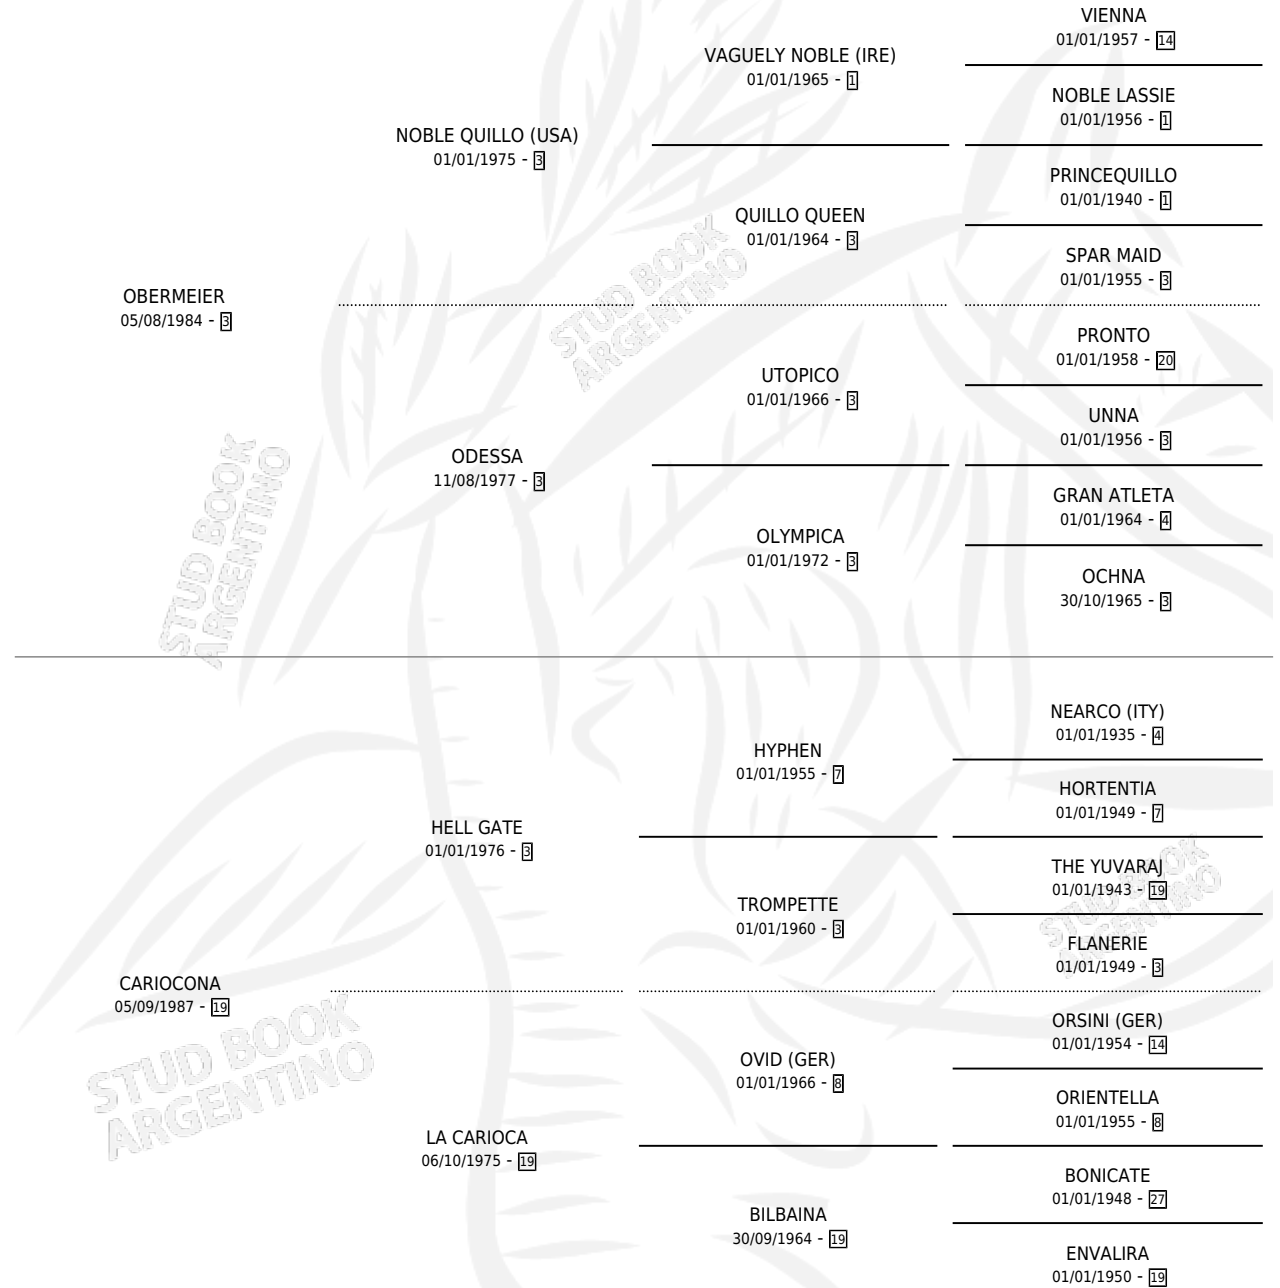 VIENNA
01/01/1957 - 14
VAGUELY NOBLE (IRE)
01/01/1965 - 1
NOBLE LASSIE
01/01/1956 - 1
NOBLE QUILLO (USA)
01/01/1975 - 3
PRINCEQUILLO
01/01/1940 - 1
QUILLO QUEEN
01/01/1964 - 3
SPAR MAID
01/01/1955 - 3
OBERMEIER
05/08/1984 - 3
PRONTO
01/01/1958 - 20
UTOPICO
01/01/1966 - 3
UNNA
01/01/1956 - 3
ODESSA
11/08/1977 - 3
GRAN ATLETA
01/01/1964 - 4
OLYMPICA
01/01/1972 - 3
OCHNA
30/10/1965 - 3
NEARCO (ITY)
01/01/1935 - 4
HYPHEN
01/01/1955 - 7
HORTENTIA
01/01/1949 - 7
HELL GATE
01/01/1976 - 3
THE YUVARAJ
01/01/1943 - 19
TROMPETTE
01/01/1960 - 3
FLANERIE
01/01/1949 - 3
CARIOCONA
05/09/1987 - 19
ORSINI (GER)
01/01/1954 - 14
OVID (GER)
01/01/1966 - 8
ORIENTELLA
01/01/1955 - 8
LA CARIOCA
06/10/1975 - 19
BONICATE
01/01/1948 - 27
BILBAINA
30/09/1964 - 19
ENVALIRA
01/01/1950 - 19
STUD BOOK
ARGENTINO
STUD BOOK
ARGENTINO
STUD BOOK
ARGENTINO
STUD BOOK
ARGENTINO